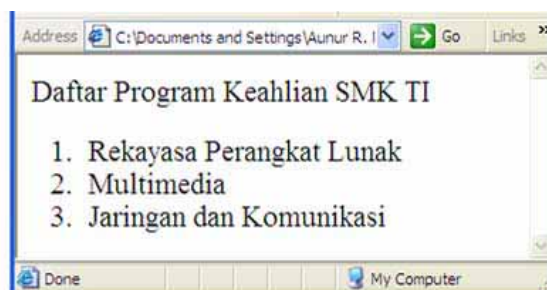 Address C:\Documents and Settings\Aunur R. Go Links »
Daftar Program Keahlian SMK TI
1. Rekayasa Perangkat Lunak
2. Multimedia
3. Jaringan dan Komunikasi
Done My Computer